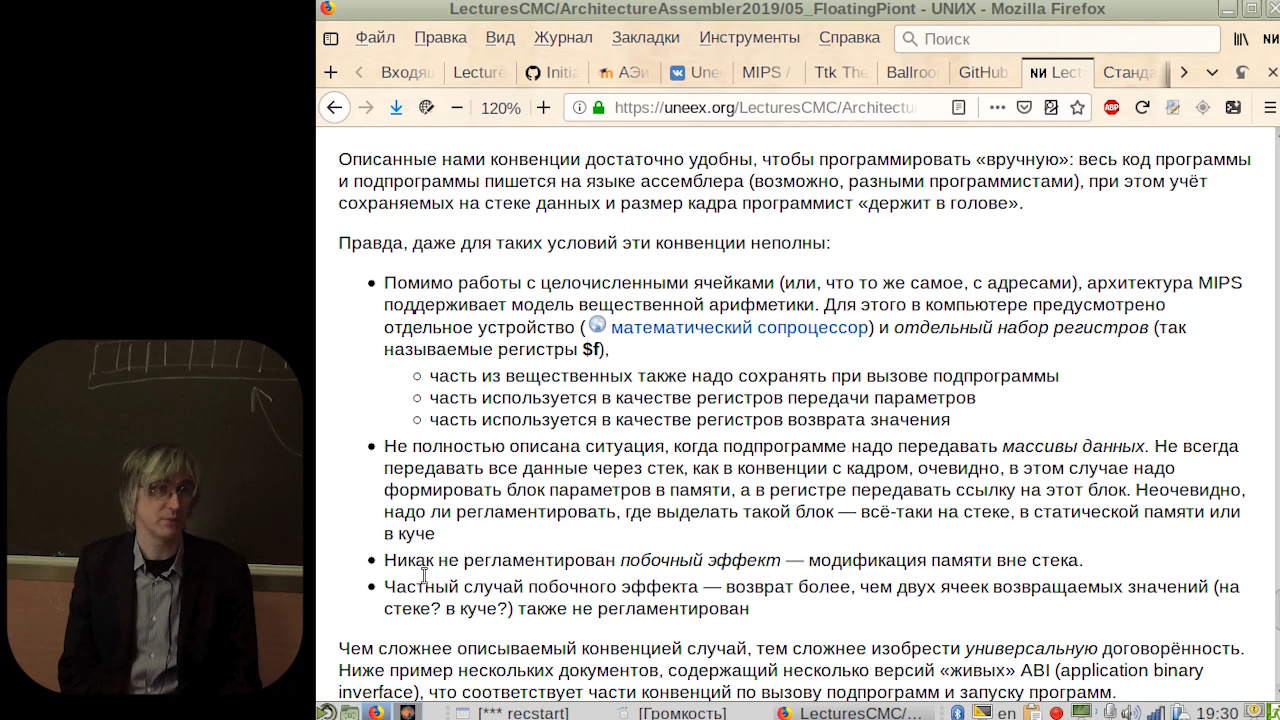 LecturesCMC/ArchitectureAssembler2019/05_FloatingPiont - UNИX - Mozilla Firefox
Файл Правка Вид Журнал Закладки Инструменты Справка Поиск
Входящ Lecture Initia АЭи Unee MIPS / Ttk The Ballroo GitHub Lect Станда
120% https://uneex.org/LecturesCMC/Architectu
Описанные нами конвенции достаточно удобны, чтобы программировать «вручную»: весь код программы
и подпрограммы пишется на языке ассемблера (возможно, разными программистами), при этом учёт
сохраняемых на стеке данных и размер кадра программист «держит в голове».
Правда, даже для таких условий эти конвенции неполны:
Помимо работы с целочисленными ячейками (или, что то же самое, с адресами), архитектура MIPS
поддерживает модель вещественной арифметики. Для этого в компьютере предусмотрено
отдельное устройство ( математический сопроцессор) и отдельный набор регистров (так
называемые регистры $f),
часть из вещественных также надо сохранять при вызове подпрограммы
часть используется в качестве регистров передачи параметров
часть используется в качестве регистров возврата значения
Не полностью описана ситуация, когда подпрограмме надо передавать массивы данных. Не всегда
передавать все данные через стек, как в конвенции с кадром, очевидно, в этом случае надо
формировать блок параметров в памяти, а в регистре передавать ссылку на этот блок. Неочевидно,
надо ли регламентировать, где выделать такой блок — всё-таки на стеке, в статической памяти или
в куче
Никак не регламентирован побочный эффект — модификация памяти вне стека.
Частный случай побочного эффекта — возврат более, чем двух ячеек возвращаемых значений (на
стеке? в куче?) также не регламентирован
Чем сложнее описываемый конвенцией случай, тем сложнее изобрести универсальную договорённость.
Ниже пример нескольких документов, содержащий несколько версий «живых» ABI (application binary
inverface), что соответствует части конвенций по вызову подпрограмм и запуску программ.
[*** recstart] [Громкость] LecturesCMC/... en 19:30